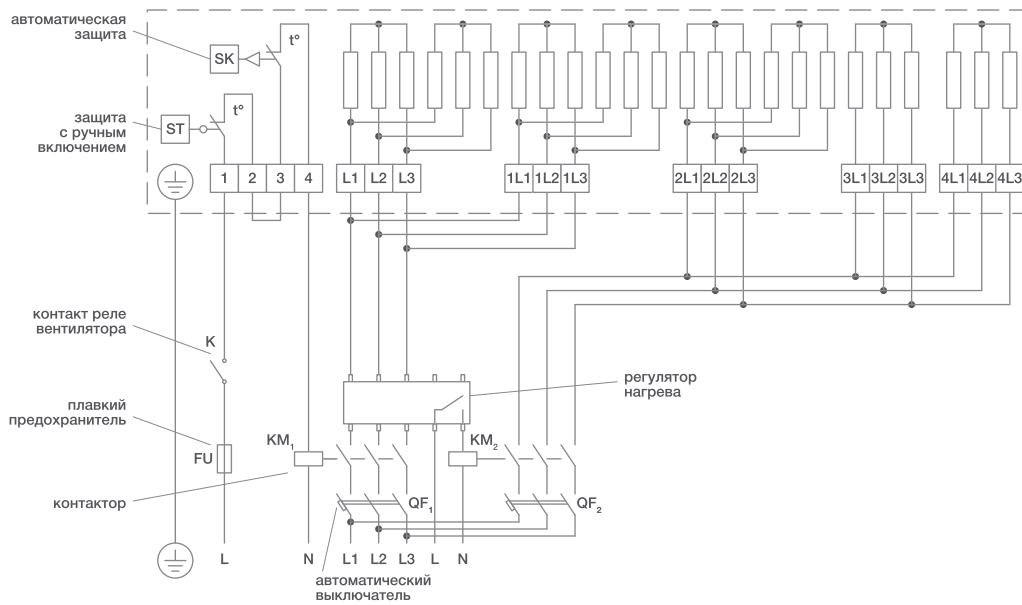 автоматическая
защита
SK
t°
защита
с ручным
включением
ST
t°
1 2 3 4 L1 L2 L3 1L1 1L2 1L3 2L1 2L2 2L3 3L1 3L2 3L3 4L1 4L2 4L3
контакт реле
вентилятора
K
регулятор
нагрева
плавкий
предохранитель
FU
KM1
KM2
контактор
QF1
QF2
L N L1 L2 L3 L N
автоматический
выключатель